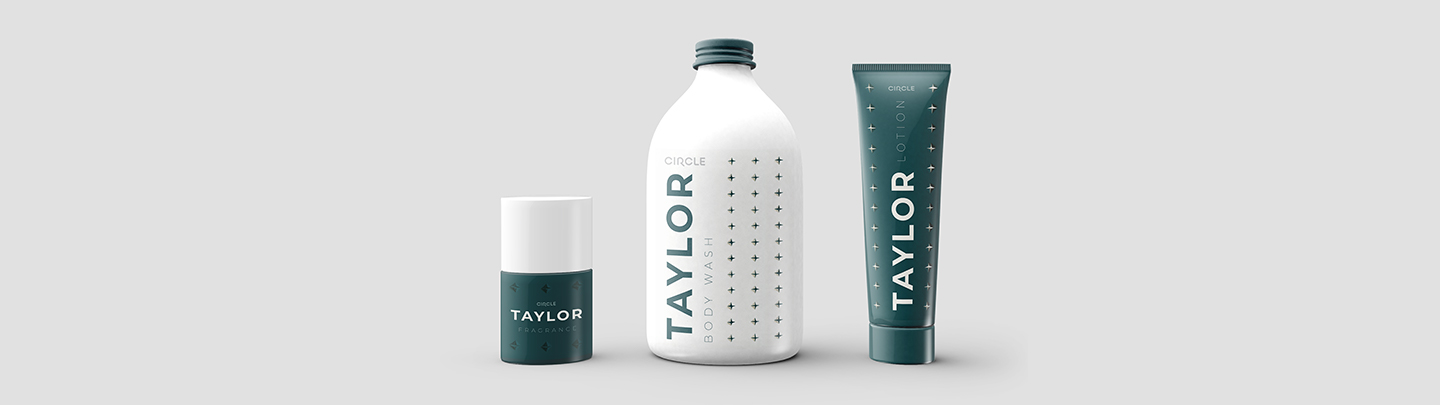 CIRCLE
TAYLOR
FRAGRANCE
CIRCLE
TAYLOR
BODY WASH
CIRCLE
TAYLOR LOTION